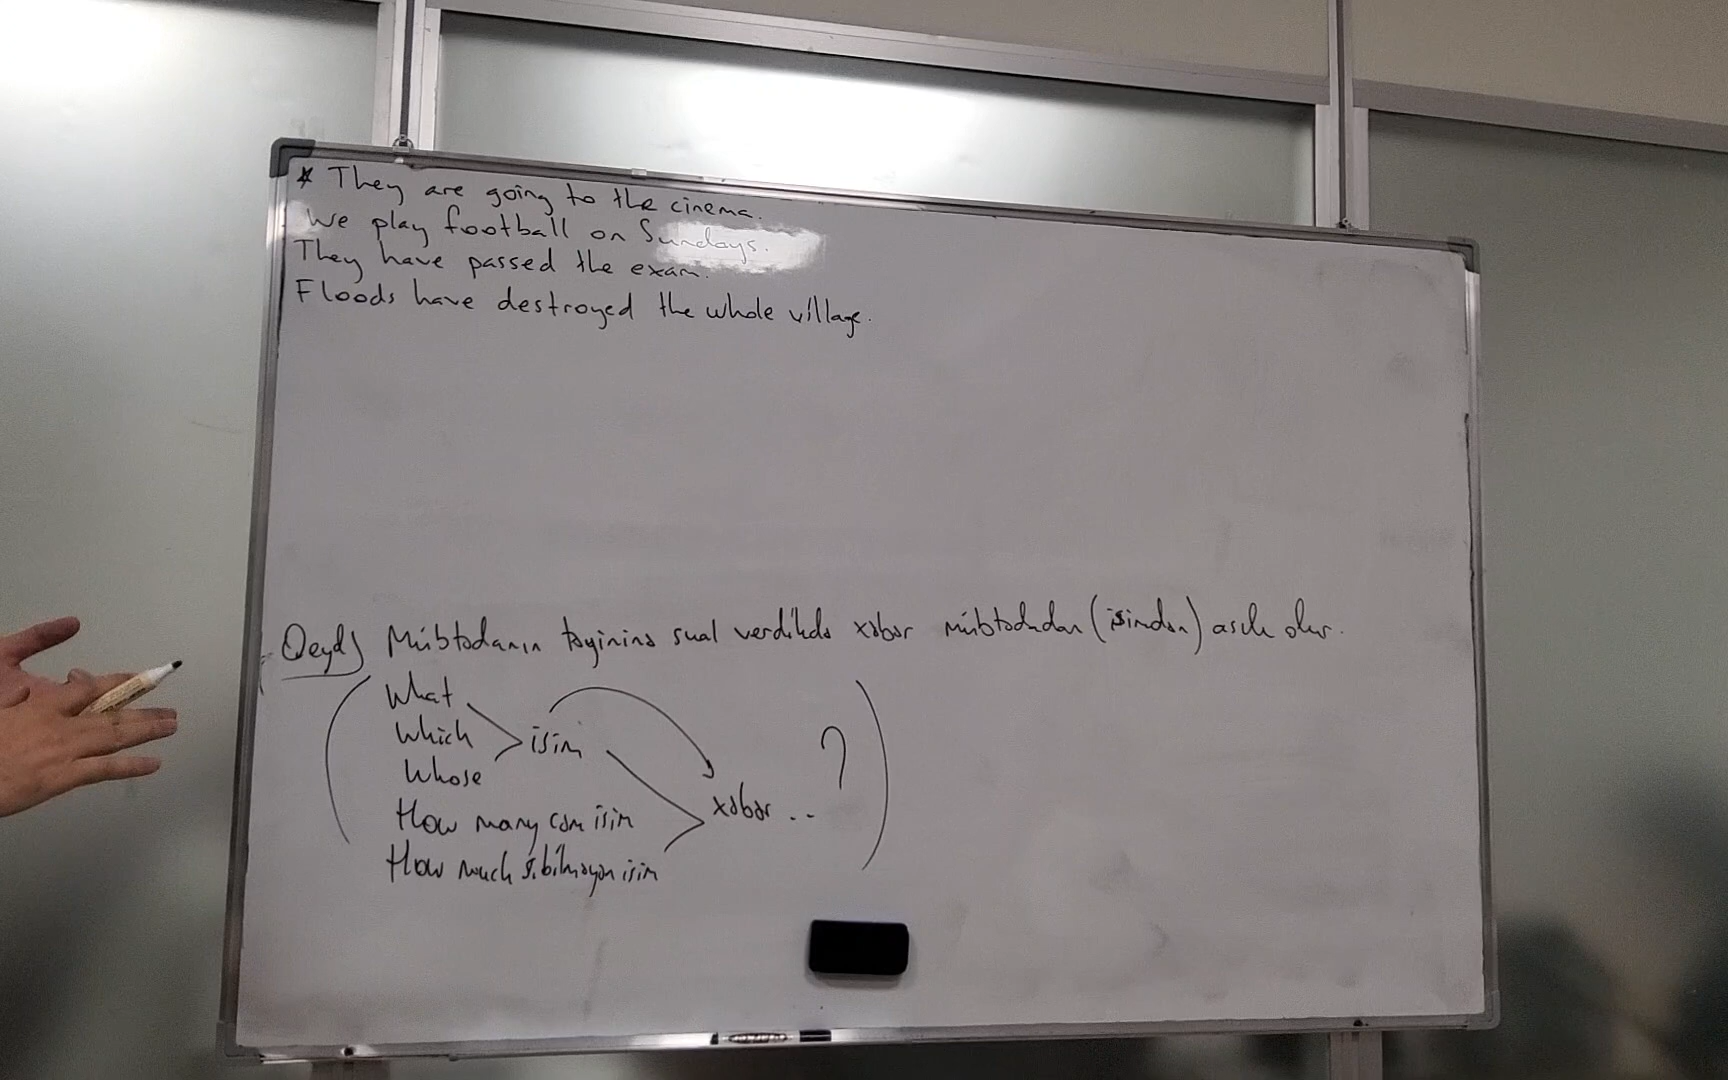 * They are going to the cinema.
We play football on Sundays.
They have passed the exam.
Floods have destroyed the whole village.
Qeyd) Mübtədanın təyininə sual verdikdə xəbər mübtədadan (isimdən) asılı olur.
What
Which > isim
Whose
How many cəm isim > xəbər .. ?
How much s.bilməyən isim